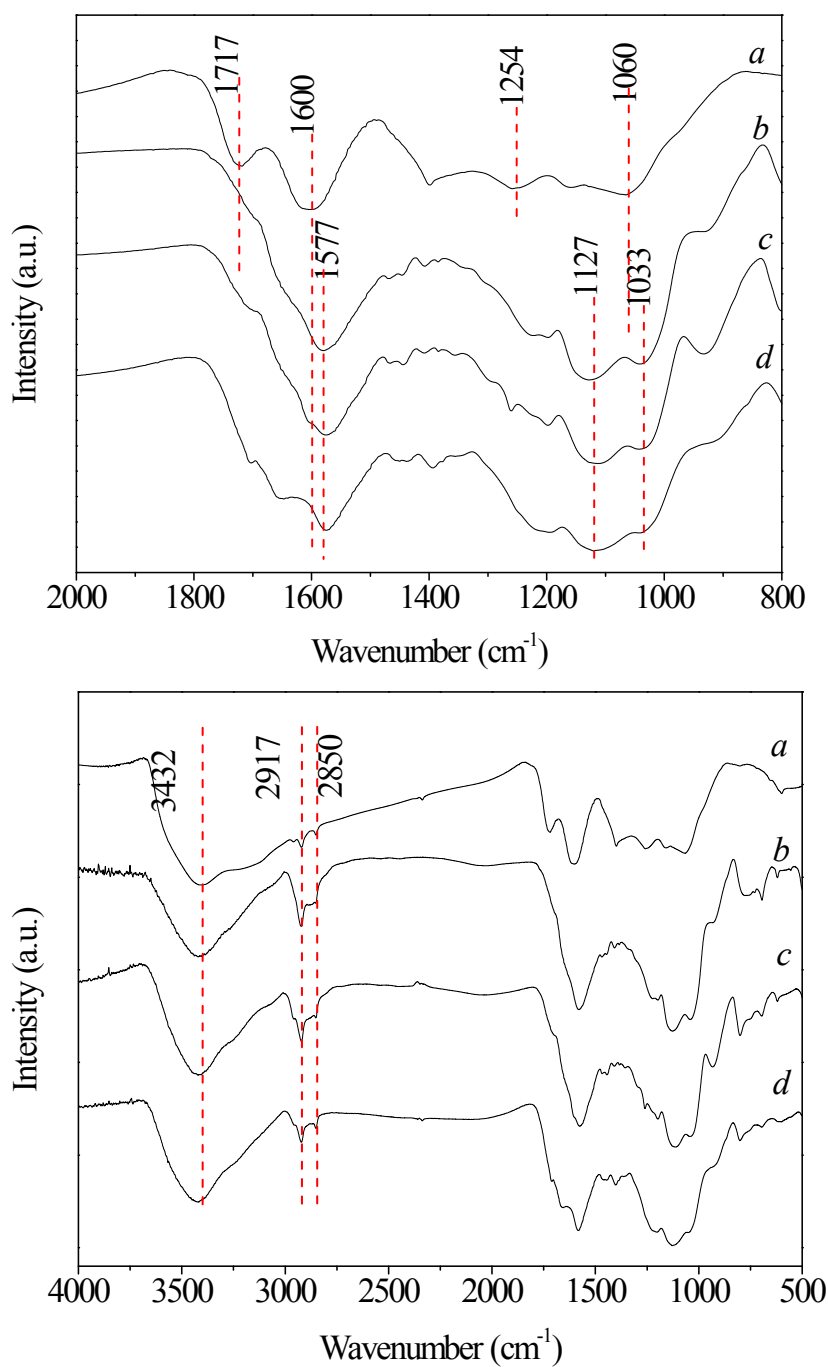 1717
1600
1254
1060
a
b
1577
1127
1033
c
d
Intensity (a.u.)
2000 1800 1600 1400 1200 1000 800
Wavenumber (cm⁻¹)
3432
2917
2850
a
b
c
d
Intensity (a.u.)
4000 3500 3000 2500 2000 1500 1000 500
Wavenumber (cm⁻¹)